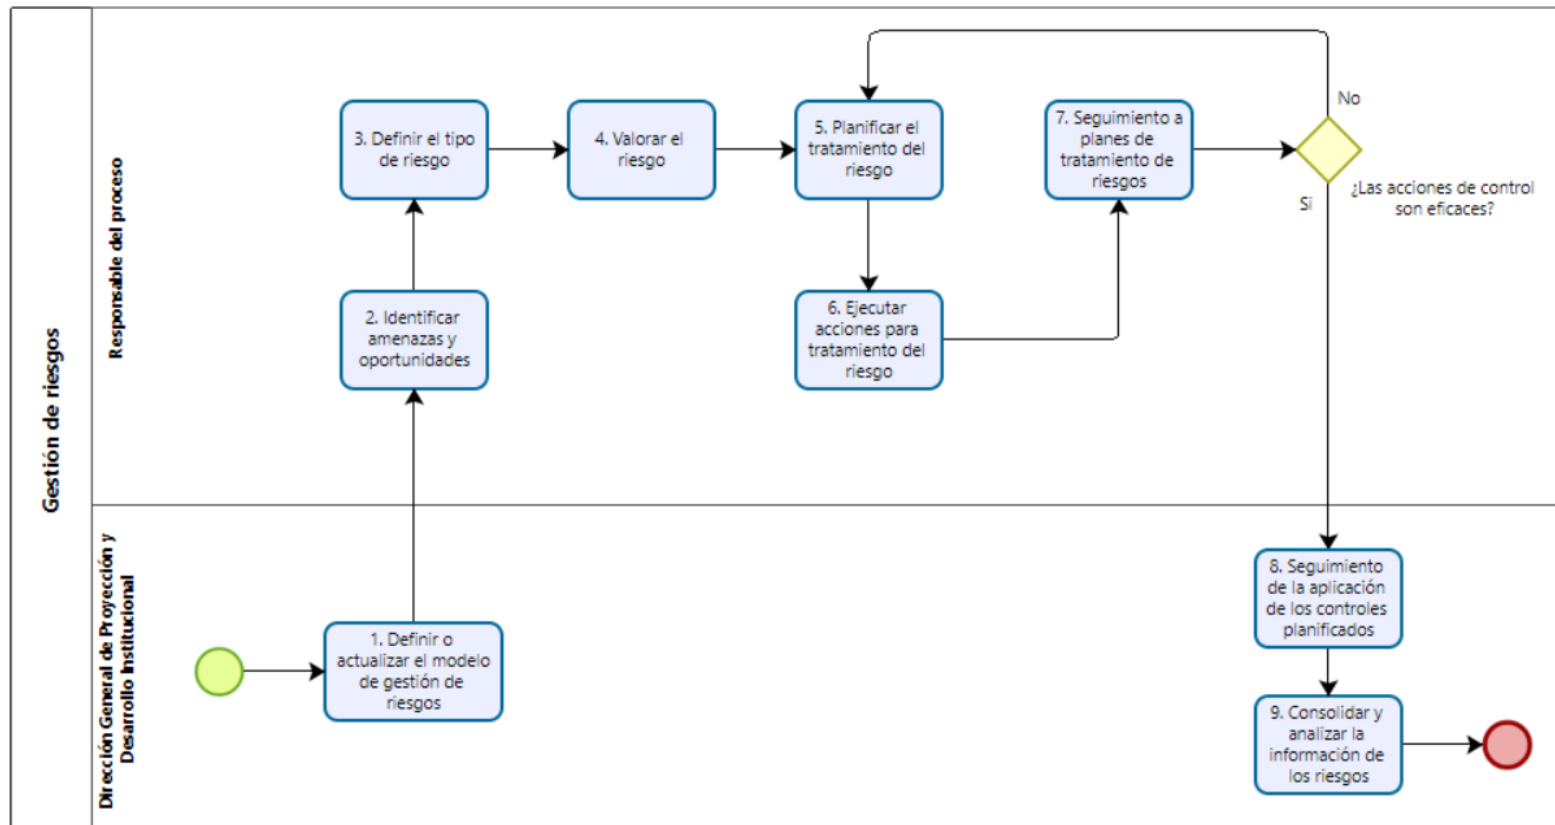 Gestión de riesgos
Responsable del proceso
3. Definir el tipo
de riesgo
4. Valorar el
riesgo
5. Planificar el
tratamiento del
riesgo
7. Seguimiento a
planes de
tratamiento de
riesgos
No
Si
¿Las acciones de control
son eficaces?
2. Identificar
amenazas y
oportunidades
6. Ejecutar
acciones para
tratamiento del
riesgo
Dirección General de Proyección y
Desarrollo Institucional
1. Definir o
actualizar el modelo
de gestión de
riesgos
8. Seguimiento
de la aplicación
de los controles
planificados
9. Consolidar y
analizar la
información de
los riesgos